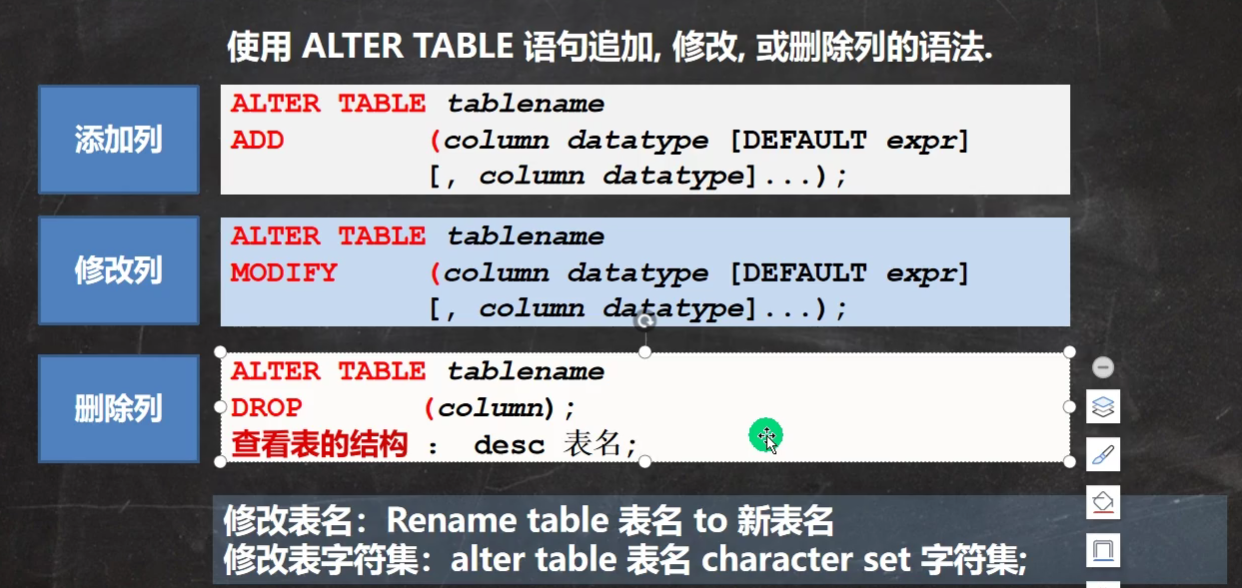 使用 ALTER TABLE 语句追加, 修改, 或删除列的语法.
添加列
ALTER TABLE tablename
ADD (column datatype [DEFAULT expr]
[, column datatype]...);
修改列
ALTER TABLE tablename
MODIFY (column datatype [DEFAULT expr]
[, column datatype]...);
删除列
ALTER TABLE tablename
DROP (column);
查看表的结构 : desc 表名;
修改表名：Rename table 表名 to 新表名
修改表字符集：alter table 表名 character set 字符集;